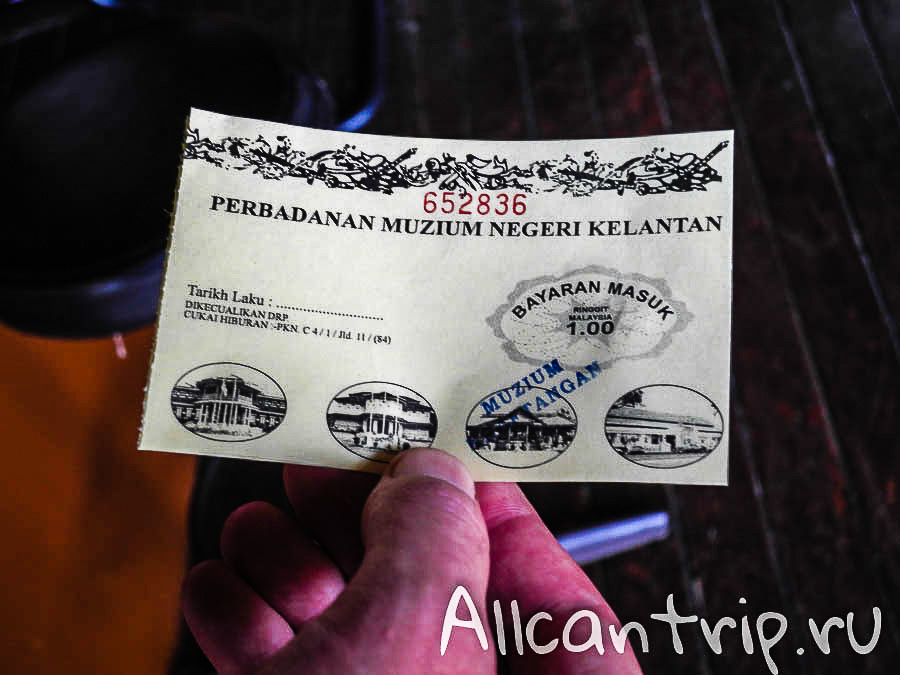 652836
PERBADANAN MUZIUM NEGERI KELANTAN
Tarikh Laku : ..............................
DIKECUALIKAN DRP
CUKAI HIBURAN :-PKN. C 4 / 1 / Jld. 11 / (84)
BAYARAN MASUK
RINGGIT
MALAYSIA
1.00
MUZIUM
Allcantrip.ru